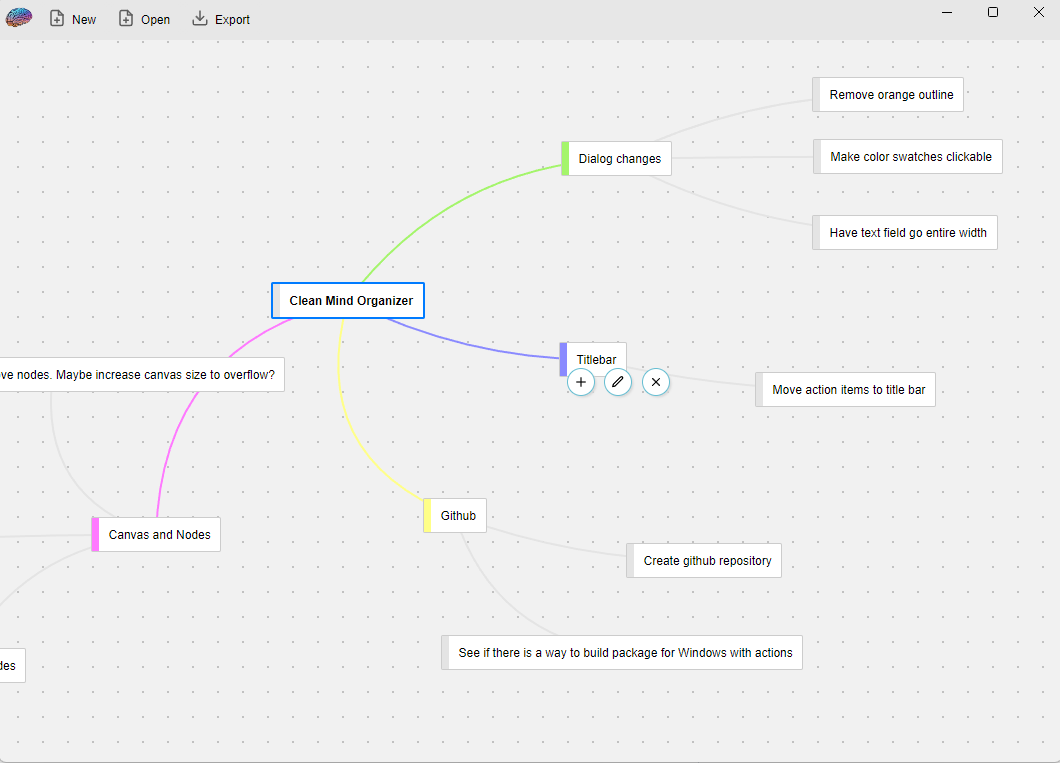 New
Open
Export
Remove orange outline
Dialog changes
Make color swatches clickable
Have text field go entire width
Clean Mind Organizer
Titlebar
nodes. Maybe increase canvas size to overflow?
Move action items to title bar
Github
Canvas and Nodes
Create github repository
See if there is a way to build package for Windows with actions